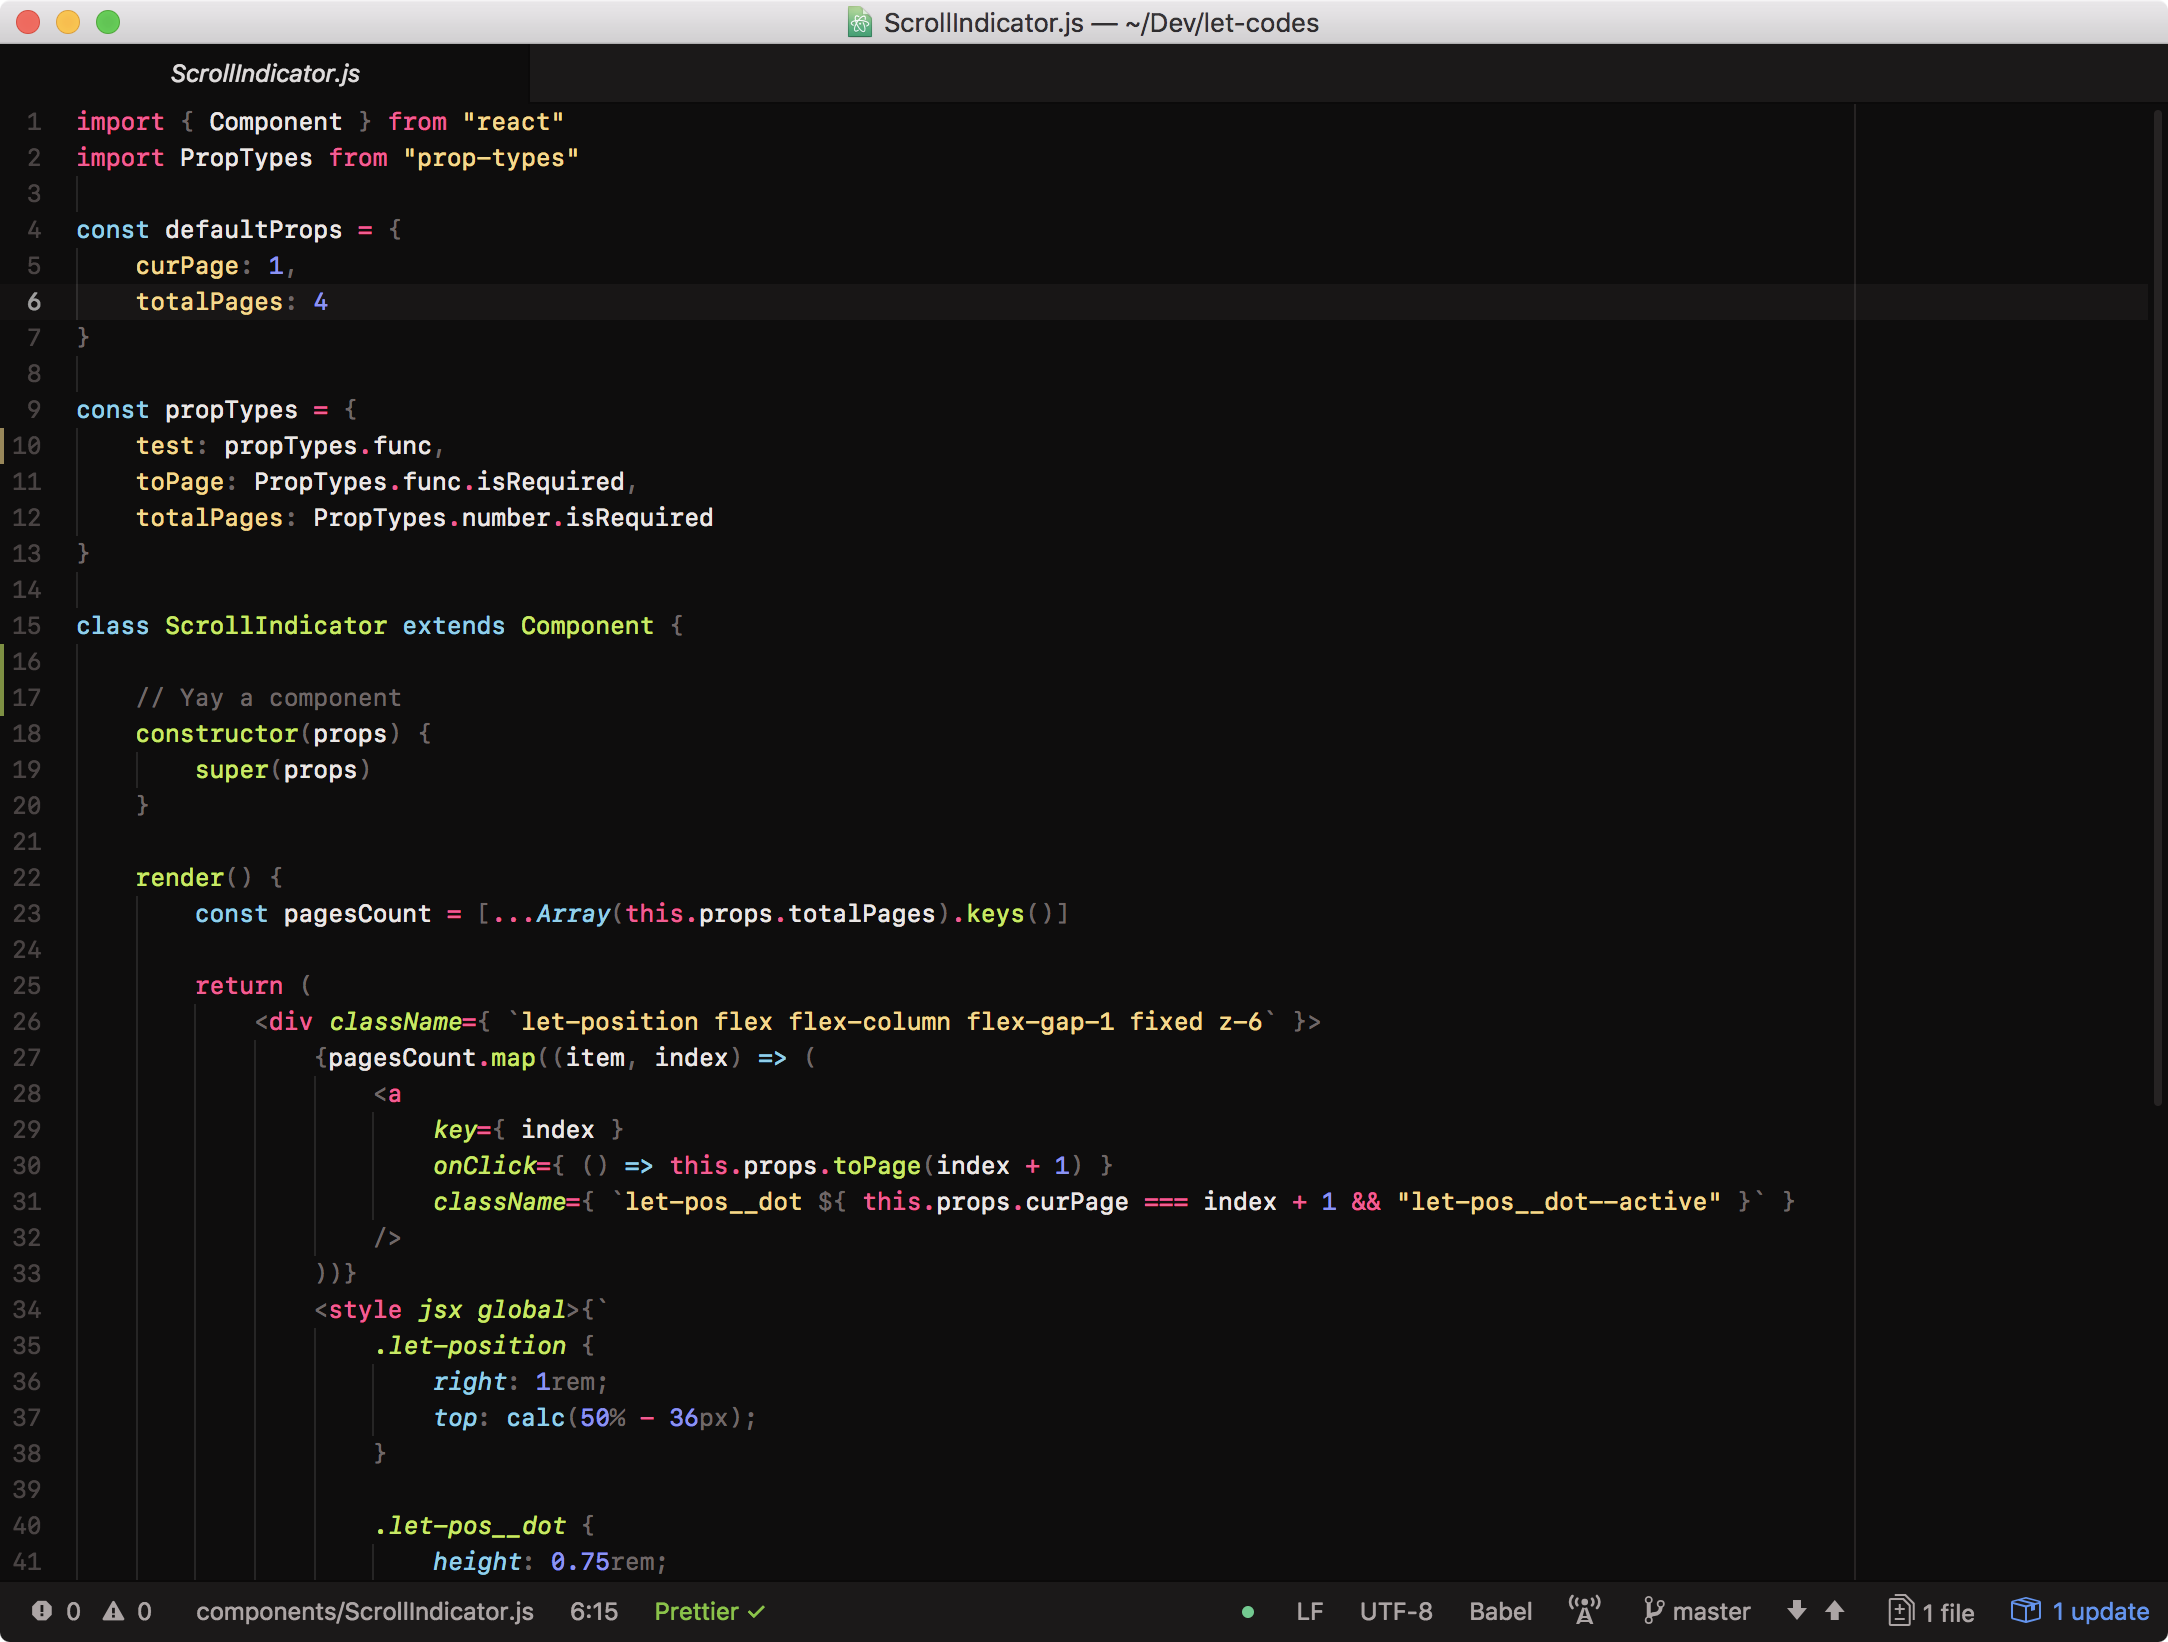 ScrollIndicator.js — ~/Dev/let-codes
ScrollIndicator.js
1 import { Component } from "react"
2 import PropTypes from "prop-types"
3
4 const defaultProps = {
5     curPage: 1,
6     totalPages: 4
7 }
8
9 const propTypes = {
10     test: propTypes.func,
11     toPage: PropTypes.func.isRequired,
12     totalPages: PropTypes.number.isRequired
13 }
14
15 class ScrollIndicator extends Component {
16
17     // Yay a component
18     constructor(props) {
19         super(props)
20     }
21
22     render() {
23         const pagesCount = [...Array(this.props.totalPages).keys()]
24
25         return (
26             <div className={ `let-position flex flex-column flex-gap-1 fixed z-6` }>
27                 {pagesCount.map((item, index) => (
28                     <a
29                         key={ index }
30                         onClick={ () => this.props.toPage(index + 1) }
31                         className={ `let-pos__dot ${ this.props.curPage === index + 1 && "let-pos__dot--active" }` }
32                     />
33                 ))}
34                 <style jsx global>{`
35                     .let-position {
36                         right: 1rem;
37                         top: calc(50% - 36px);
38                     }
39
40                     .let-pos__dot {
41                         height: 0.75rem;
0 0 components/ScrollIndicator.js 6:15 Prettier ✓ LF UTF-8 Babel master 1 file 1 update